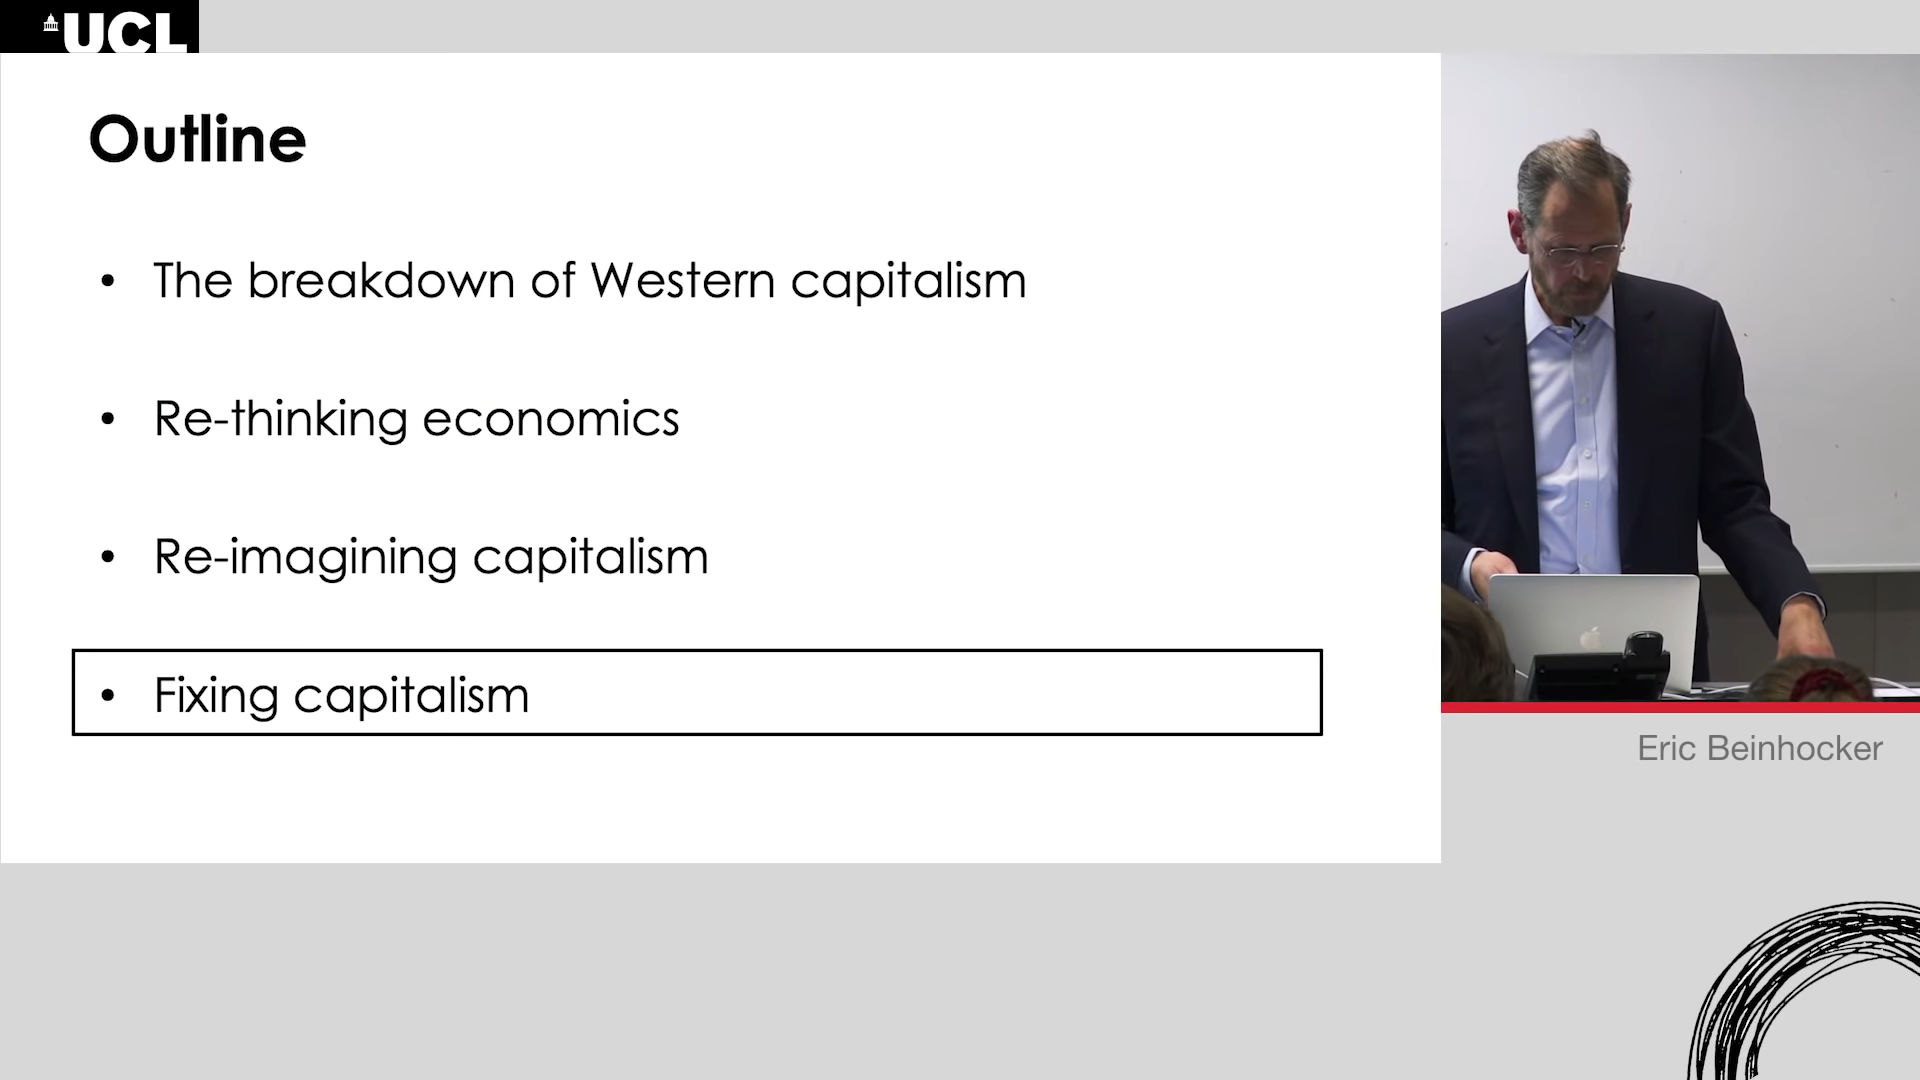 UCL
Outline
• The breakdown of Western capitalism
• Re-thinking economics
• Re-imagining capitalism
• Fixing capitalism
Eric Beinhocker